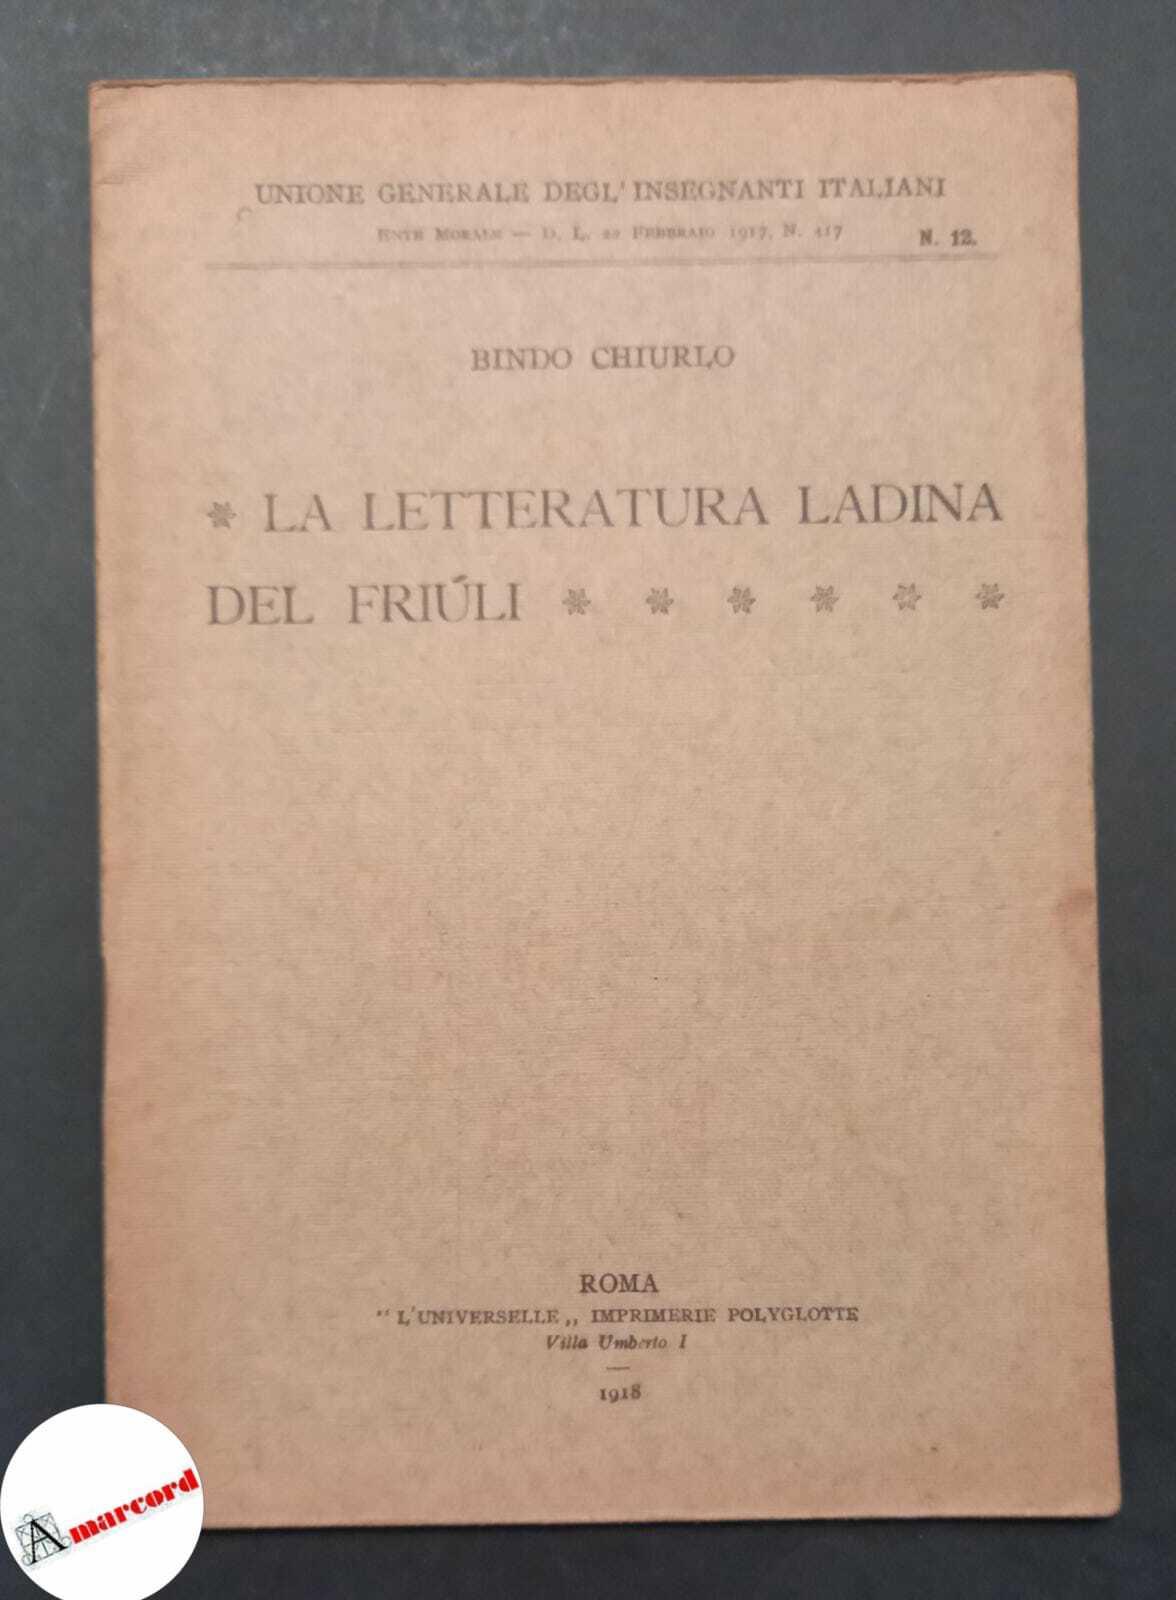 UNIONE GENERALE DEGL' INSEGNANTI ITALIANI
ENTE MORALE — D. L. 22 FEBBRAIO 1917, N. 417
N. 12.
BINDO CHIURLO
* LA LETTERATURA LADINA
DEL FRIÚLI * * * * * *
ROMA
"L'UNIVERSELLE„ IMPRIMERIE POLYGLOTTE
Villa Umberto I
1918
Amarcord